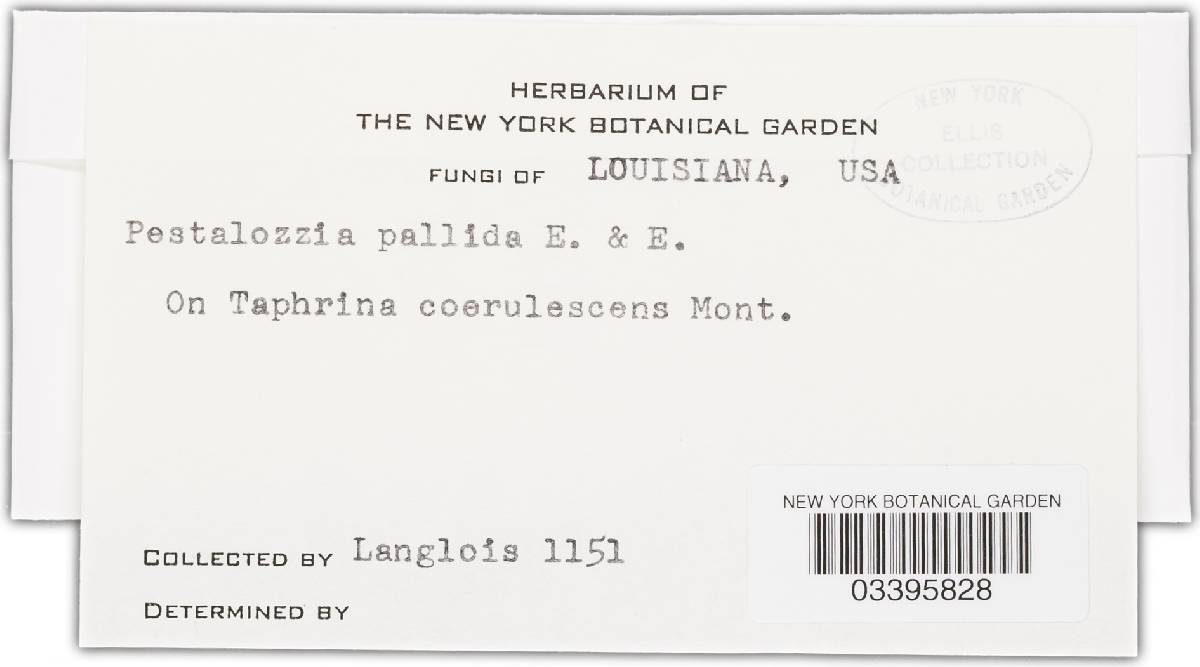 HERBARIUM OF
THE NEW YORK BOTANICAL GARDEN
FUNGI OF LOUISIANA, USA
NEW YORK
ELLIS
COLLECTION
BOTANICAL GARDEN
Pestalozzia pallida E. & E.
On Taphrina coerulescens Mont.
COLLECTED BY Langlois 1151
DETERMINED BY
NEW YORK BOTANICAL GARDEN
03395828